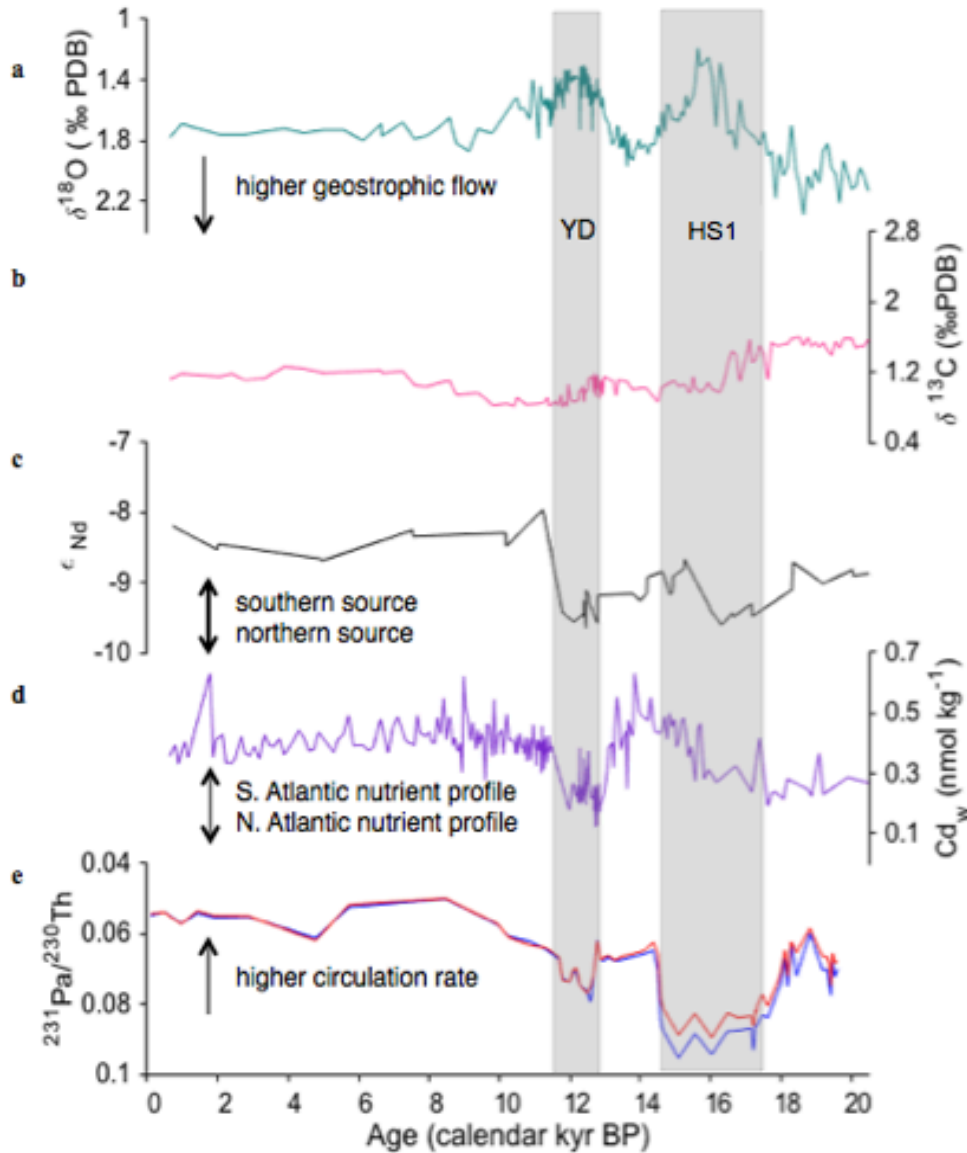 a
1
1.4
1.8
2.2
δ18O (‰ PDB)
higher geostrophic flow
YD
HS1
b
2.8
2
1.2
0.4
δ 13C (‰PDB)
c
-7
-8
-9
-10
ϵ Nd
southern source
northern source
d
0.7
0.5
0.3
0.1
Cdw (nmol kg-1)
S. Atlantic nutrient profile
N. Atlantic nutrient profile
e
0.04
0.06
0.08
0.1
231Pa/230Th
higher circulation rate
0 2 4 6 8 10 12 14 16 18 20
Age (calendar kyr BP)